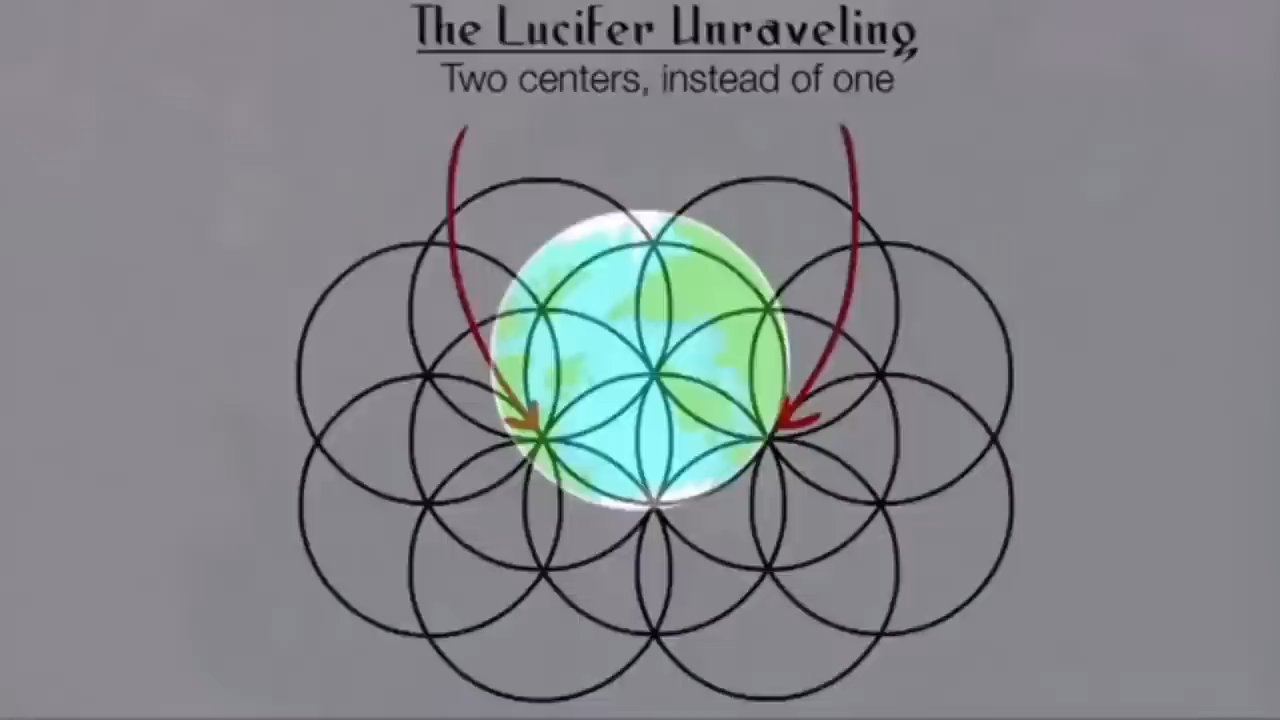 The Lucifer Unraveling
Two centers, instead of one